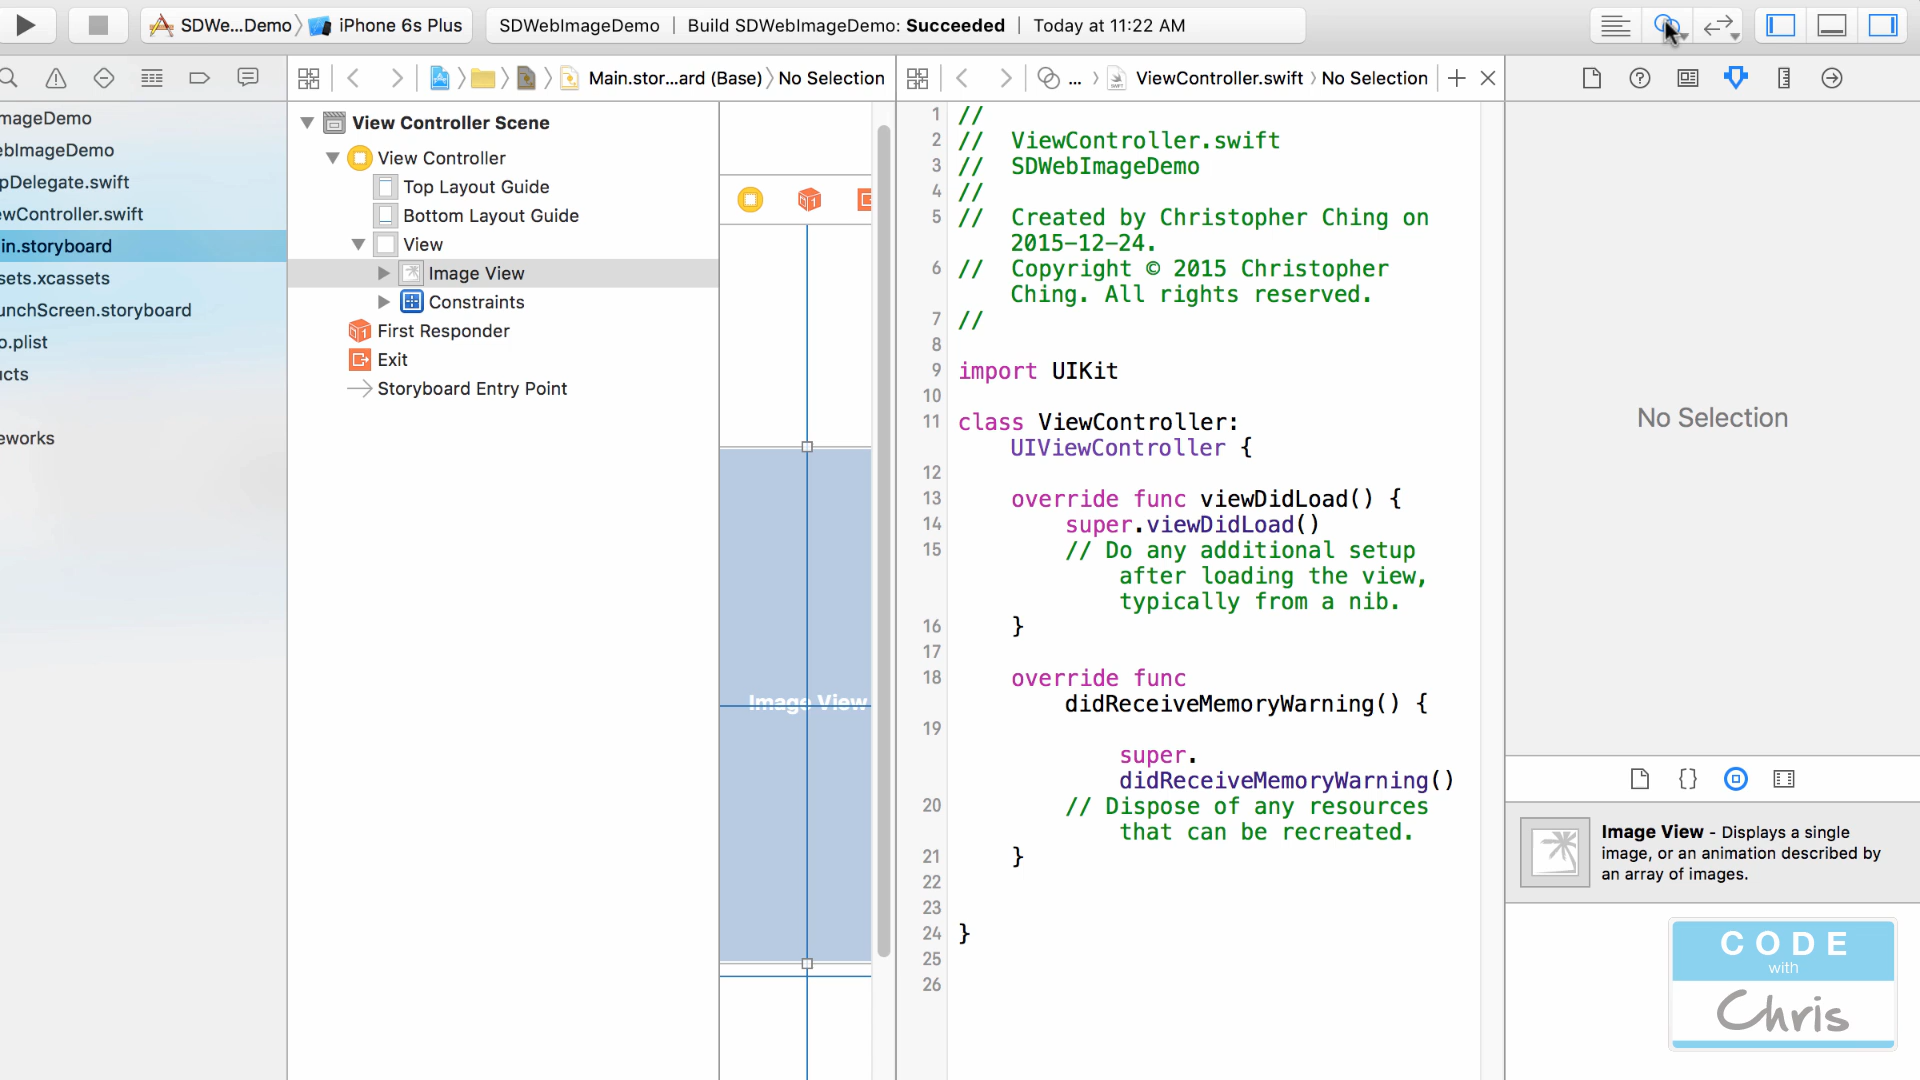 SDWe...Demo
iPhone 6s Plus
SDWebImageDemo | Build SDWebImageDemo: Succeeded | Today at 11:22 AM
Main.stor...ard (Base)
No Selection
...
ViewController.swift
No Selection
mageDemo
ebImageDemo
pDelegate.swift
ewController.swift
in.storyboard
sets.xcassets
unchScreen.storyboard
o.plist
ucts
eworks
View Controller Scene
View Controller
Top Layout Guide
Bottom Layout Guide
View
Image View
Constraints
First Responder
Exit
Storyboard Entry Point
Image View
1 //
2 // ViewController.swift
3 // SDWebImageDemo
4 //
5 // Created by Christopher Ching on
2015-12-24.
6 // Copyright © 2015 Christopher
Ching. All rights reserved.
7 //
8
9 import UIKit
10
11 class ViewController:
UIViewController {
12
13 override func viewDidLoad() {
14 super.viewDidLoad()
15 // Do any additional setup
after loading the view,
typically from a nib.
16 }
17
18 override func
didReceiveMemoryWarning() {
19
super.
didReceiveMemoryWarning()
20 // Dispose of any resources
that can be recreated.
21 }
22
23
24 }
25
26
No Selection
Image View - Displays a single
image, or an animation described by
an array of images.
CODE
with
Chris